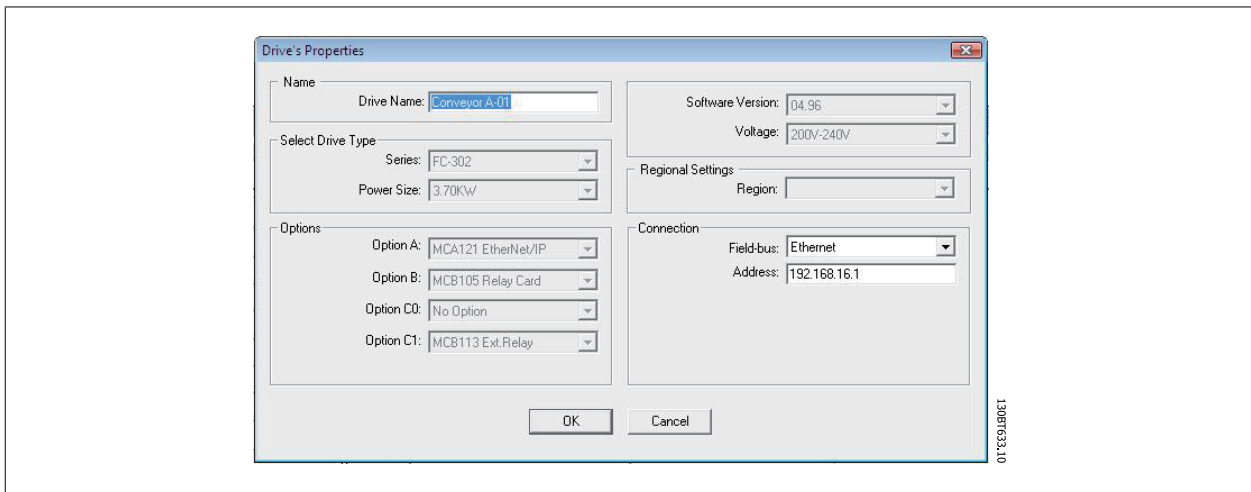 Drive's Properties
Name
Drive Name: Conveyor A-01
Select Drive Type
Series: FC-302
Power Size: 3.70KW
Options
Option A: MCA121 EtherNet/IP
Option B: MCB105 Relay Card
Option C0: No Option
Option C1: MCB113 Ext.Relay
Software Version: 04.96
Voltage: 200V-240V
Regional Settings
Region:
Connection
Field-bus: Ethernet
Address: 192.168.16.1
OK
Cancel
130BT633.10